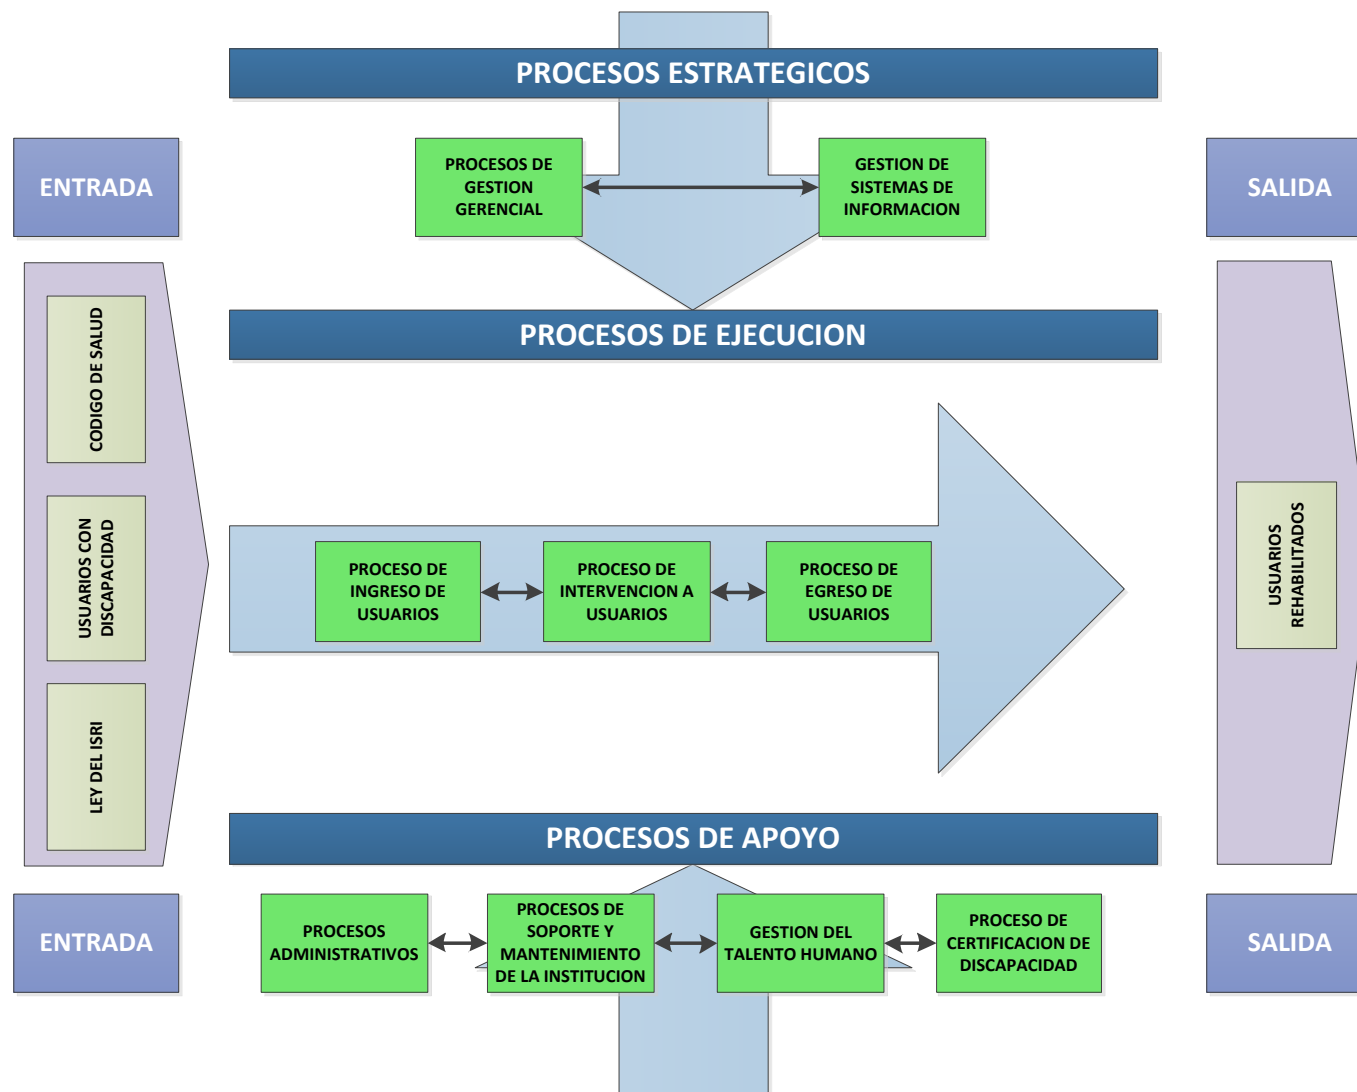 PROCESOS ESTRATEGICOS
ENTRADA
PROCESOS DE
GESTION
GERENCIAL
GESTION DE
SISTEMAS DE
INFORMACION
SALIDA
PROCESOS DE EJECUCION
CODIGO DE SALUD
USUARIOS CON
DISCAPACIDAD
LEY DEL ISRI
PROCESO DE
INGRESO DE
USUARIOS
PROCESO DE
INTERVENCION A
USUARIOS
PROCESO DE
EGRESO DE
USUARIOS
USUARIOS
REHABILITADOS
PROCESOS DE APOYO
ENTRADA
PROCESOS
ADMINISTRATIVOS
PROCESOS DE
SOPORTE Y
MANTENIMIENTO
DE LA INSTITUCION
GESTION DEL
TALENTO HUMANO
PROCESO DE
CERTIFICACION DE
DISCAPACIDAD
SALIDA